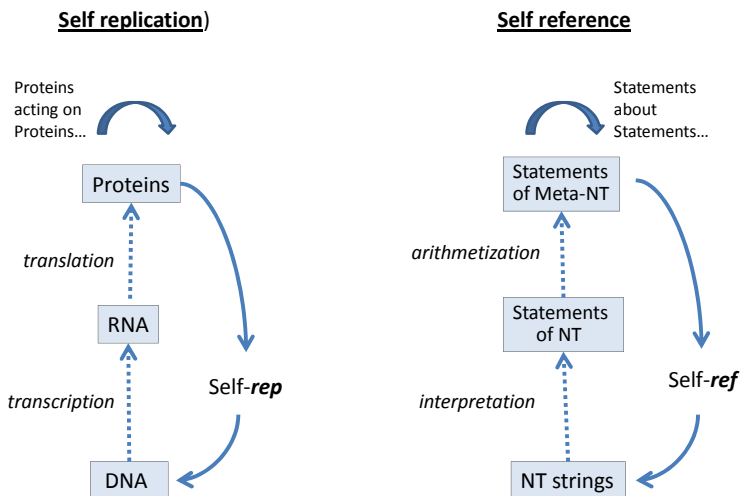 Self replication)
Proteins
acting on
Proteins...
Proteins
translation
RNA
Self-rep
transcription
DNA
Self reference
Statements
about
Statements...
Statements
of Meta-NT
arithmetization
Statements
of NT
Self-ref
interpretation
NT strings